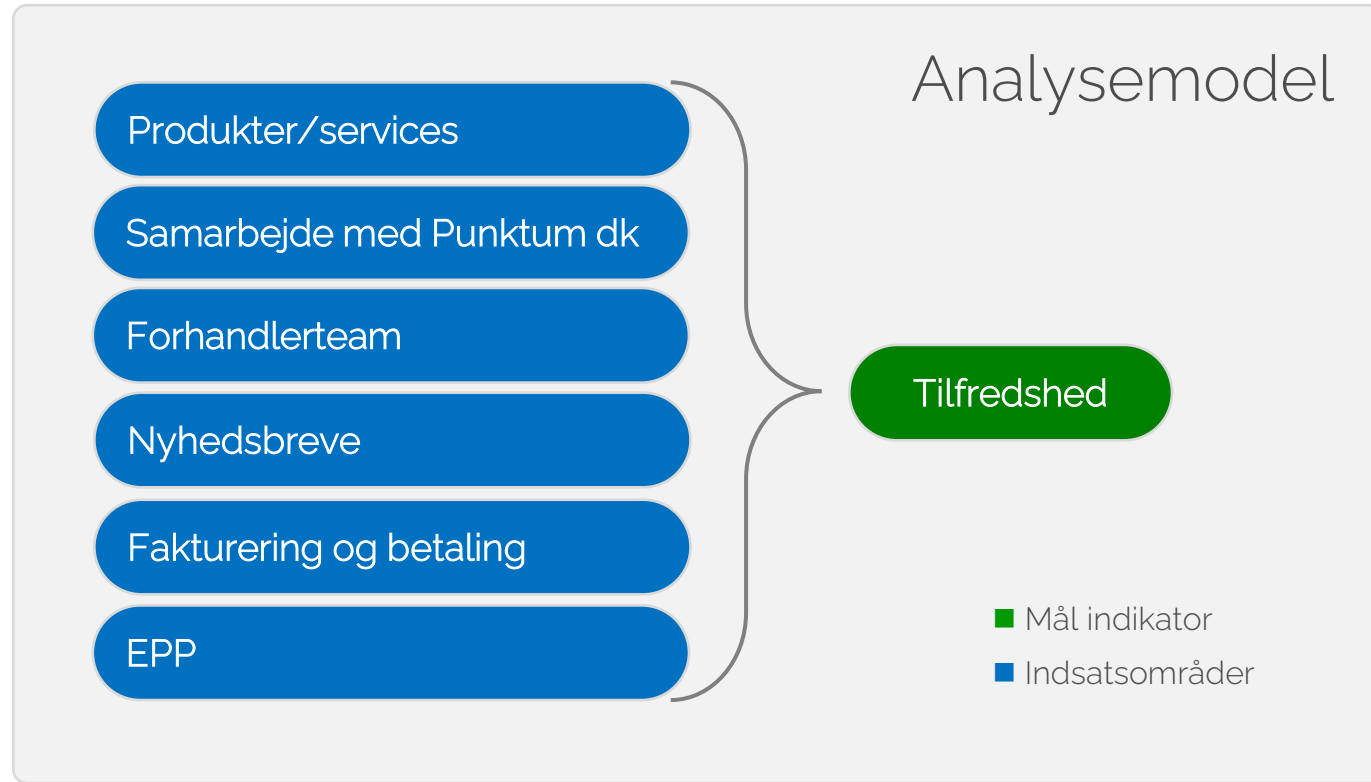 Analysemodel
Produkter/services
Samarbejde med Punktum dk
Forhandlerteam
Nyhedsbreve
Fakturering og betaling
EPP
Tilfredshed
Mål indikator
Indsatsområder